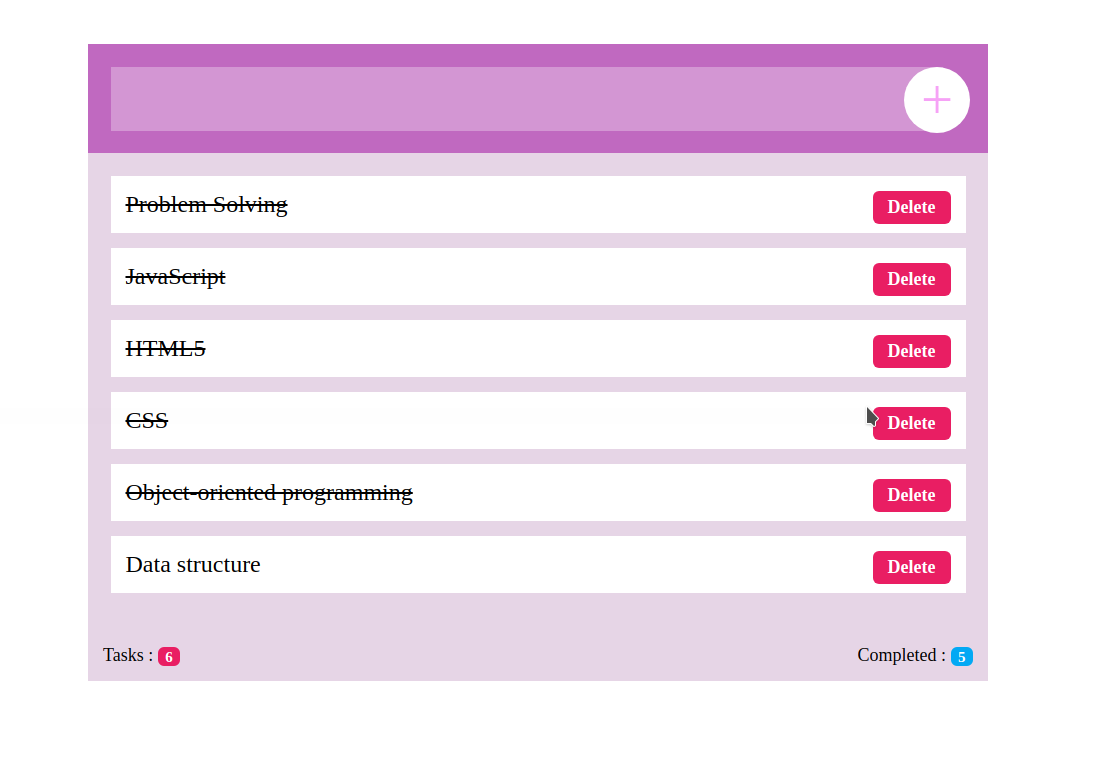 +
Problem Solving Delete
JavaScript Delete
HTML5 Delete
CSS Delete
Object-oriented programming Delete
Data structure Delete
Tasks : 6 Completed : 5